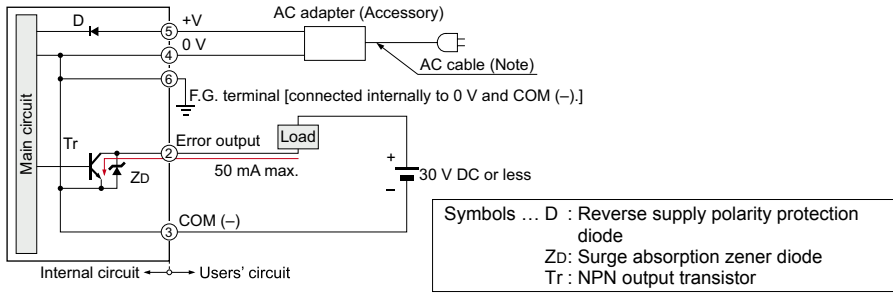 AC adapter (Accessory)
D
5
+V
4
0 V
AC cable (Note)
6
F.G. terminal [connected internally to 0 V and COM (–).]
Main circuit
Tr
2
Error output
Load
ZD
50 mA max.
+
–
30 V DC or less
3
COM (–)
Internal circuit
Users' circuit
Symbols … D : Reverse supply polarity protection
diode
ZD: Surge absorption zener diode
Tr : NPN output transistor